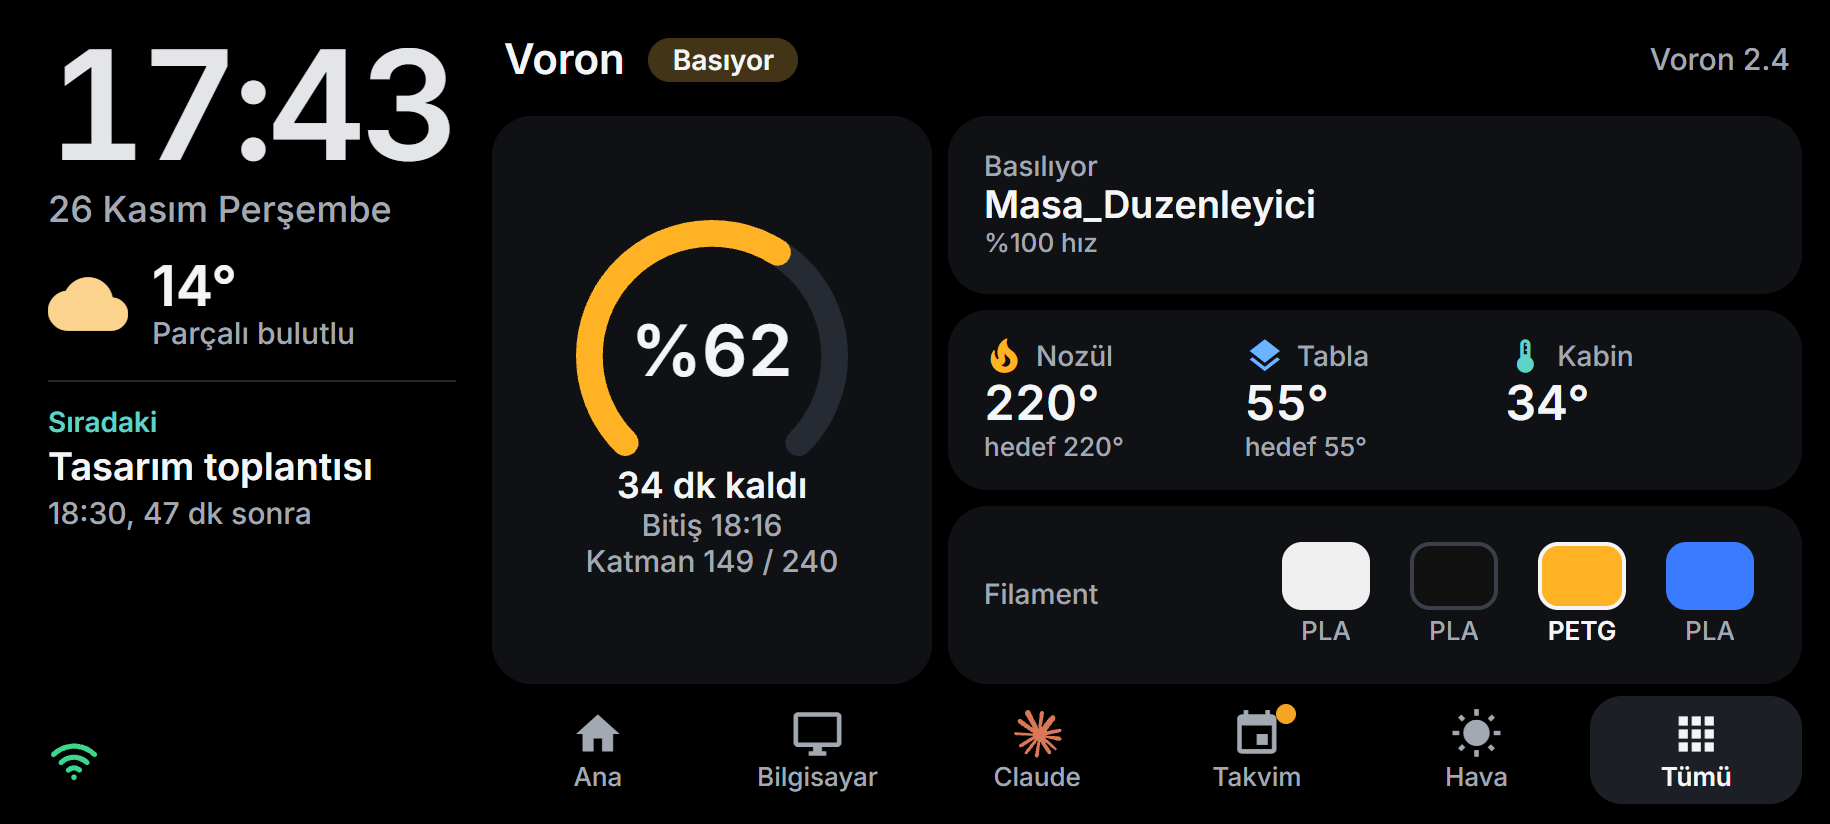 17:43
26 Kasım Perşembe
14°
Parçalı bulutlu
Sıradaki
Tasarım toplantısı
18:30, 47 dk sonra
Voron
Basıyor
Voron 2.4
%62
34 dk kaldı
Bitiş 18:16
Katman 149 / 240
Basılıyor
Masa_Duzenleyici
%100 hız
Nozül
220°
hedef 220°
Tabla
55°
hedef 55°
Kabin
34°
Filament
PLA
PLA
PETG
PLA
Ana
Bilgisayar
Claude
Takvim
Hava
Tümü